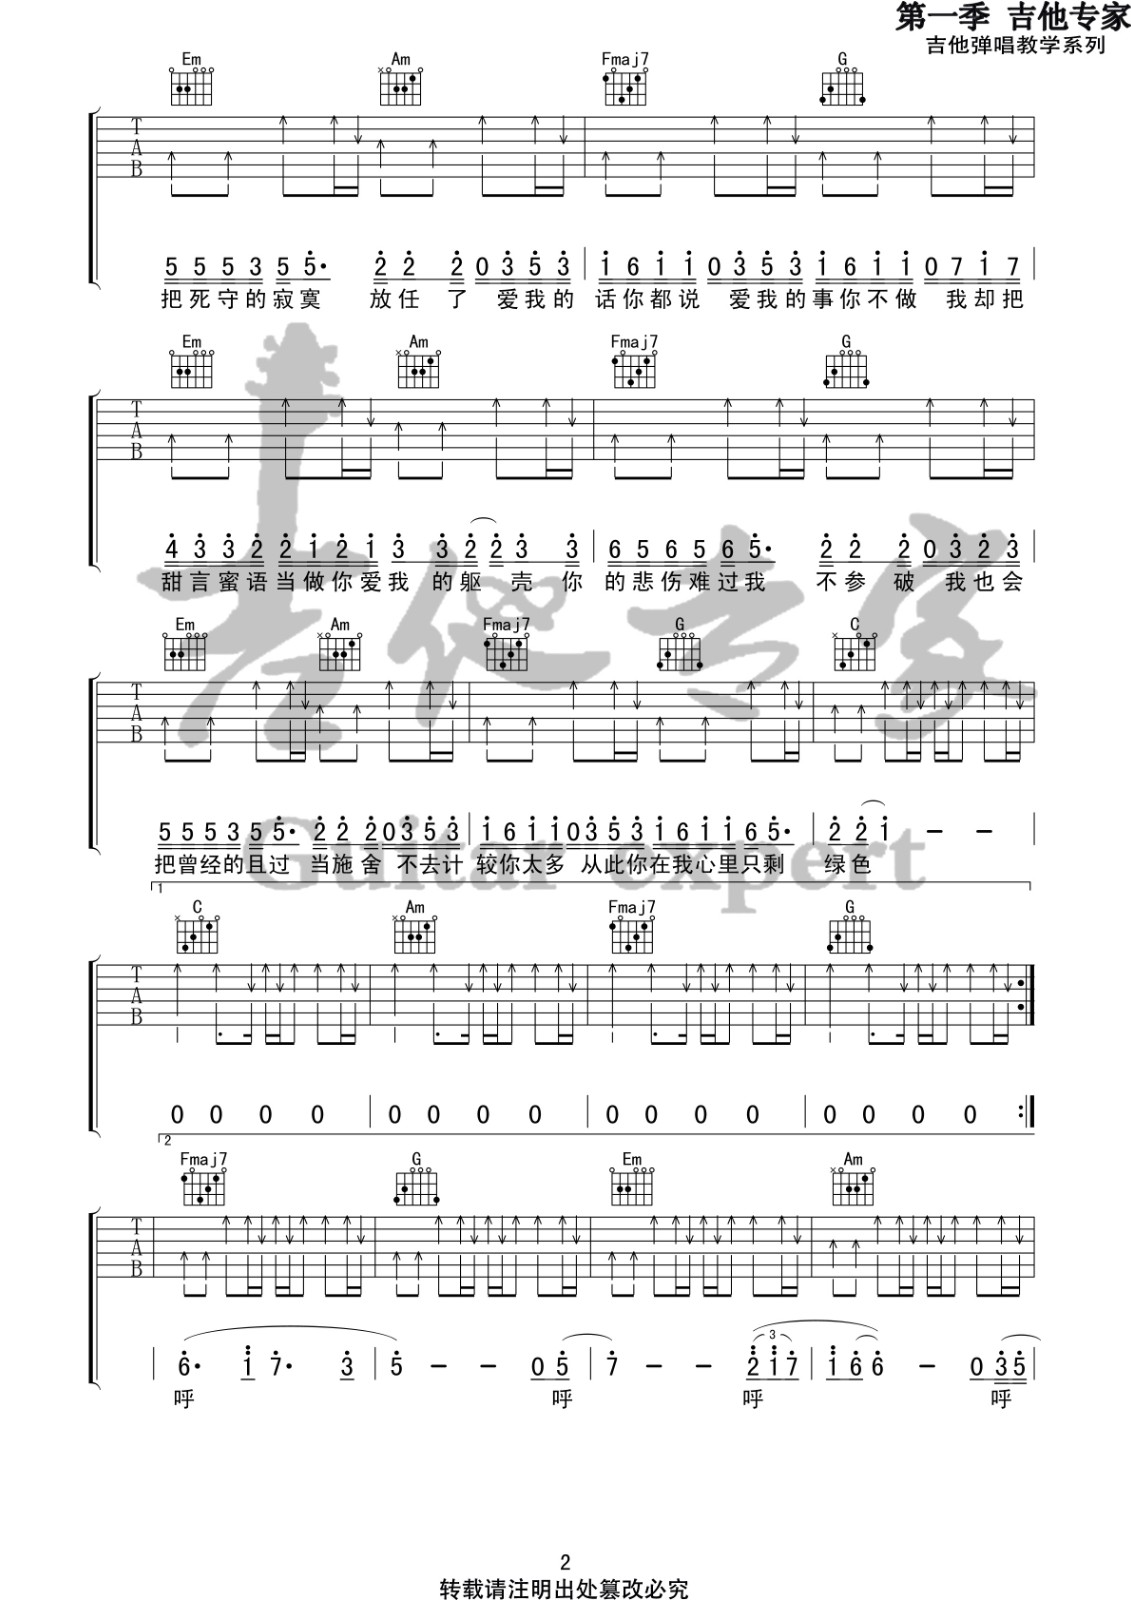 第一季 吉他专家
吉他弹唱教学系列
Em Am Fmaj7 G
T
A
B
5 5 5 3 5 5· 2 2 2 0 3 5 3 1 6 1 1 0 3 5 3 1 6 1 1 0 7 1 7
把死守的寂寞 放任了 爱我的 话你都说 爱我的事你不做 我却把
Em Am Fmaj7 G
T
A
B
4 3 3 2 2 1 2 1 3 3 2 2 3 3 6 5 6 5 6 5· 2 2 2 0 3 2 3
甜言蜜语当做你爱我 的躯 壳 你 的悲伤难过我 不参 破 我也会
Em Am Fmaj7 G C
T
A
B
5 5 5 3 5 5· 2 2 2 0 3 5 3 1 6 1 1 0 3 5 3 1 6 1 1 6 5· 2 2 1 – –
把曾经的且过 当施舍 不去计 较你太多 从此你在我心里只剩 绿色
吉他专家
Guitar expert
1
C Am Fmaj7 G
T
A
B
0 0 0 0 0 0 0 0 0 0 0 0 0 0 0 0
2
Fmaj7 G Em Am
T
A
B
3
6· 1 7· 3 5 – – 0 5 7 – – 2 1 7 1 6 6 – 0 3 5
呼 呼 呼 呼
2
转载请注明出处篡改必究